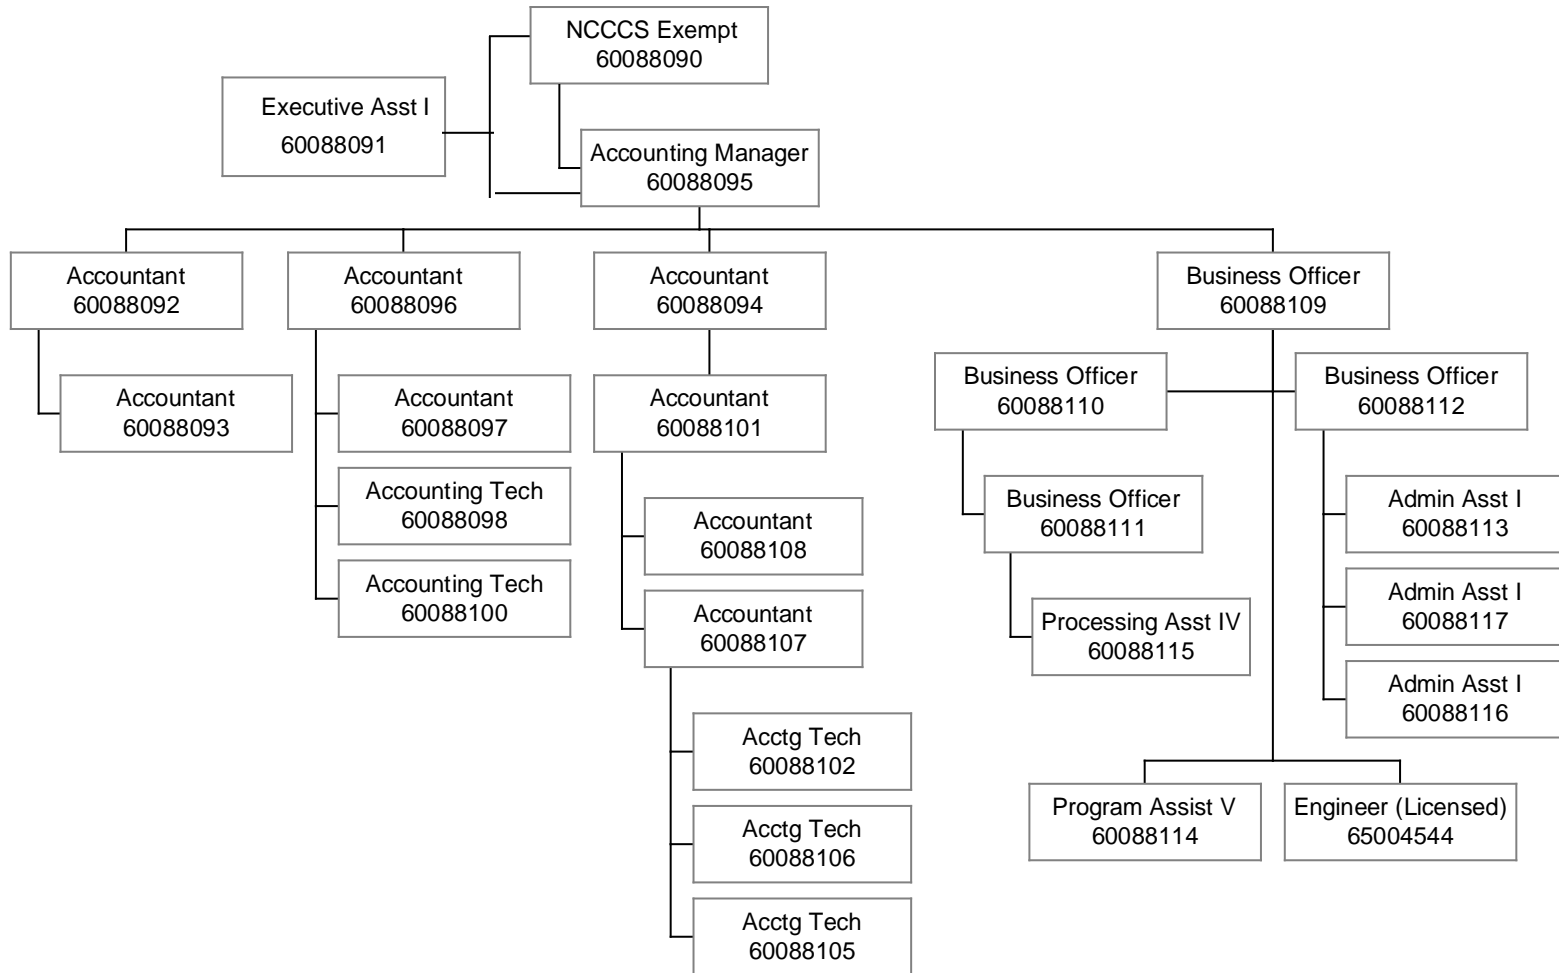 NCCCS Exempt
60088090
Executive Asst I
60088091
Accounting Manager
60088095
Accountant
60088092
Accountant
60088096
Accountant
60088094
Business Officer
60088109
Accountant
60088093
Accountant
60088097
Accounting Tech
60088098
Accounting Tech
60088100
Accountant
60088101
Accountant
60088108
Accountant
60088107
Acctg Tech
60088102
Acctg Tech
60088106
Acctg Tech
60088105
Business Officer
60088110
Business Officer
60088111
Processing Asst IV
60088115
Business Officer
60088112
Admin Asst I
60088113
Admin Asst I
60088117
Admin Asst I
60088116
Program Assist V
60088114
Engineer (Licensed)
65004544